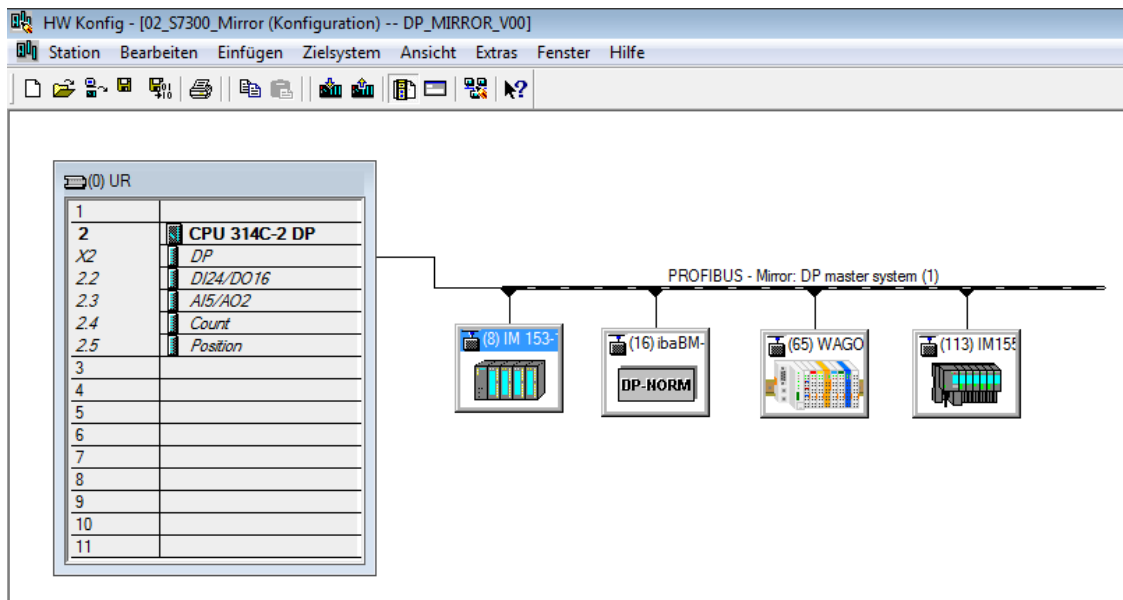 HW Konfig - [02_S7300_Mirror (Konfiguration) -- DP_MIRROR_V00]
Station Bearbeiten Einfügen Zielsystem Ansicht Extras Fenster Hilfe
(0) UR
1
2 CPU 314C-2 DP
X2 DP
2.2 DI24/DO16
2.3 AI5/AO2
2.4 Count
2.5 Position
3
4
5
6
7
8
9
10
11
PROFIBUS - Mirror: DP master system (1)
(8) IM 153-1
(16) ibaBM-
DP-NORM
(65) WAGO
(113) IM155